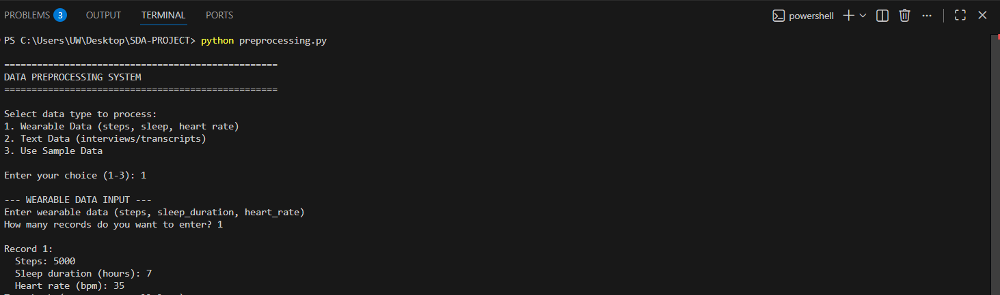 PROBLEMS 3 OUTPUT TERMINAL PORTS powershell
PS C:\Users\UW\Desktop\SDA-PROJECT> python preprocessing.py
==================================================
DATA PREPROCESSING SYSTEM
==================================================
Select data type to process:
1. Wearable Data (steps, sleep, heart rate)
2. Text Data (interviews/transcripts)
3. Use Sample Data
Enter your choice (1-3): 1
--- WEARABLE DATA INPUT ---
Enter wearable data (steps, sleep_duration, heart_rate)
How many records do you want to enter? 1
Record 1:
Steps: 5000
Sleep duration (hours): 7
Heart rate (bpm): 35